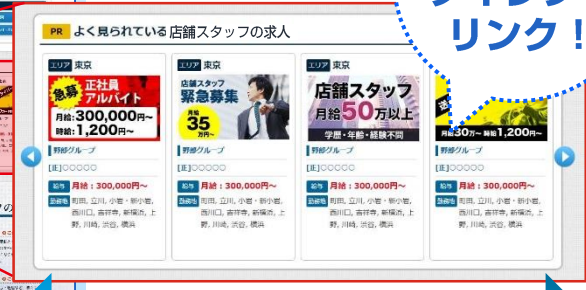 リンク！
PR よく見られている店舗スタッフの求人
エリア 東京
急募 正社員
アルバイト
月給:300,000円〜
時給:1,200円〜
野郎グループ
[正]○○○○○
給与 月給：300,000円〜
勤務地 町田, 立川, 小岩・新小岩,
西川口, 吉祥寺, 新横浜, 上
野, 川崎, 渋谷, 横浜
エリア 東京
店舗スタッフ
緊急募集
月給
35
万円〜
野郎グループ
[正]○○○○○
給与 月給：300,000円〜
勤務地 町田, 立川, 小岩・新小岩,
西川口, 吉祥寺, 新横浜, 上
野, 川崎, 渋谷, 横浜
エリア 東京
店舗スタッフ
月給50万以上
学歴・年齢・経験不問
野郎グループ
[正]○○○○○
給与 月給：300,000円〜
勤務地 町田, 立川, 小岩・新小岩,
西川口, 吉祥寺, 新横浜, 上
野, 川崎, 渋谷, 横浜
月給30万〜 時給1,200円〜
野郎グループ
[正]○○○○○
給与 月給：300,000円〜
勤務地 町田, 立川, 小岩・新小岩,
西川口, 吉祥寺, 新横浜, 上
野, 川崎, 渋谷, 横浜